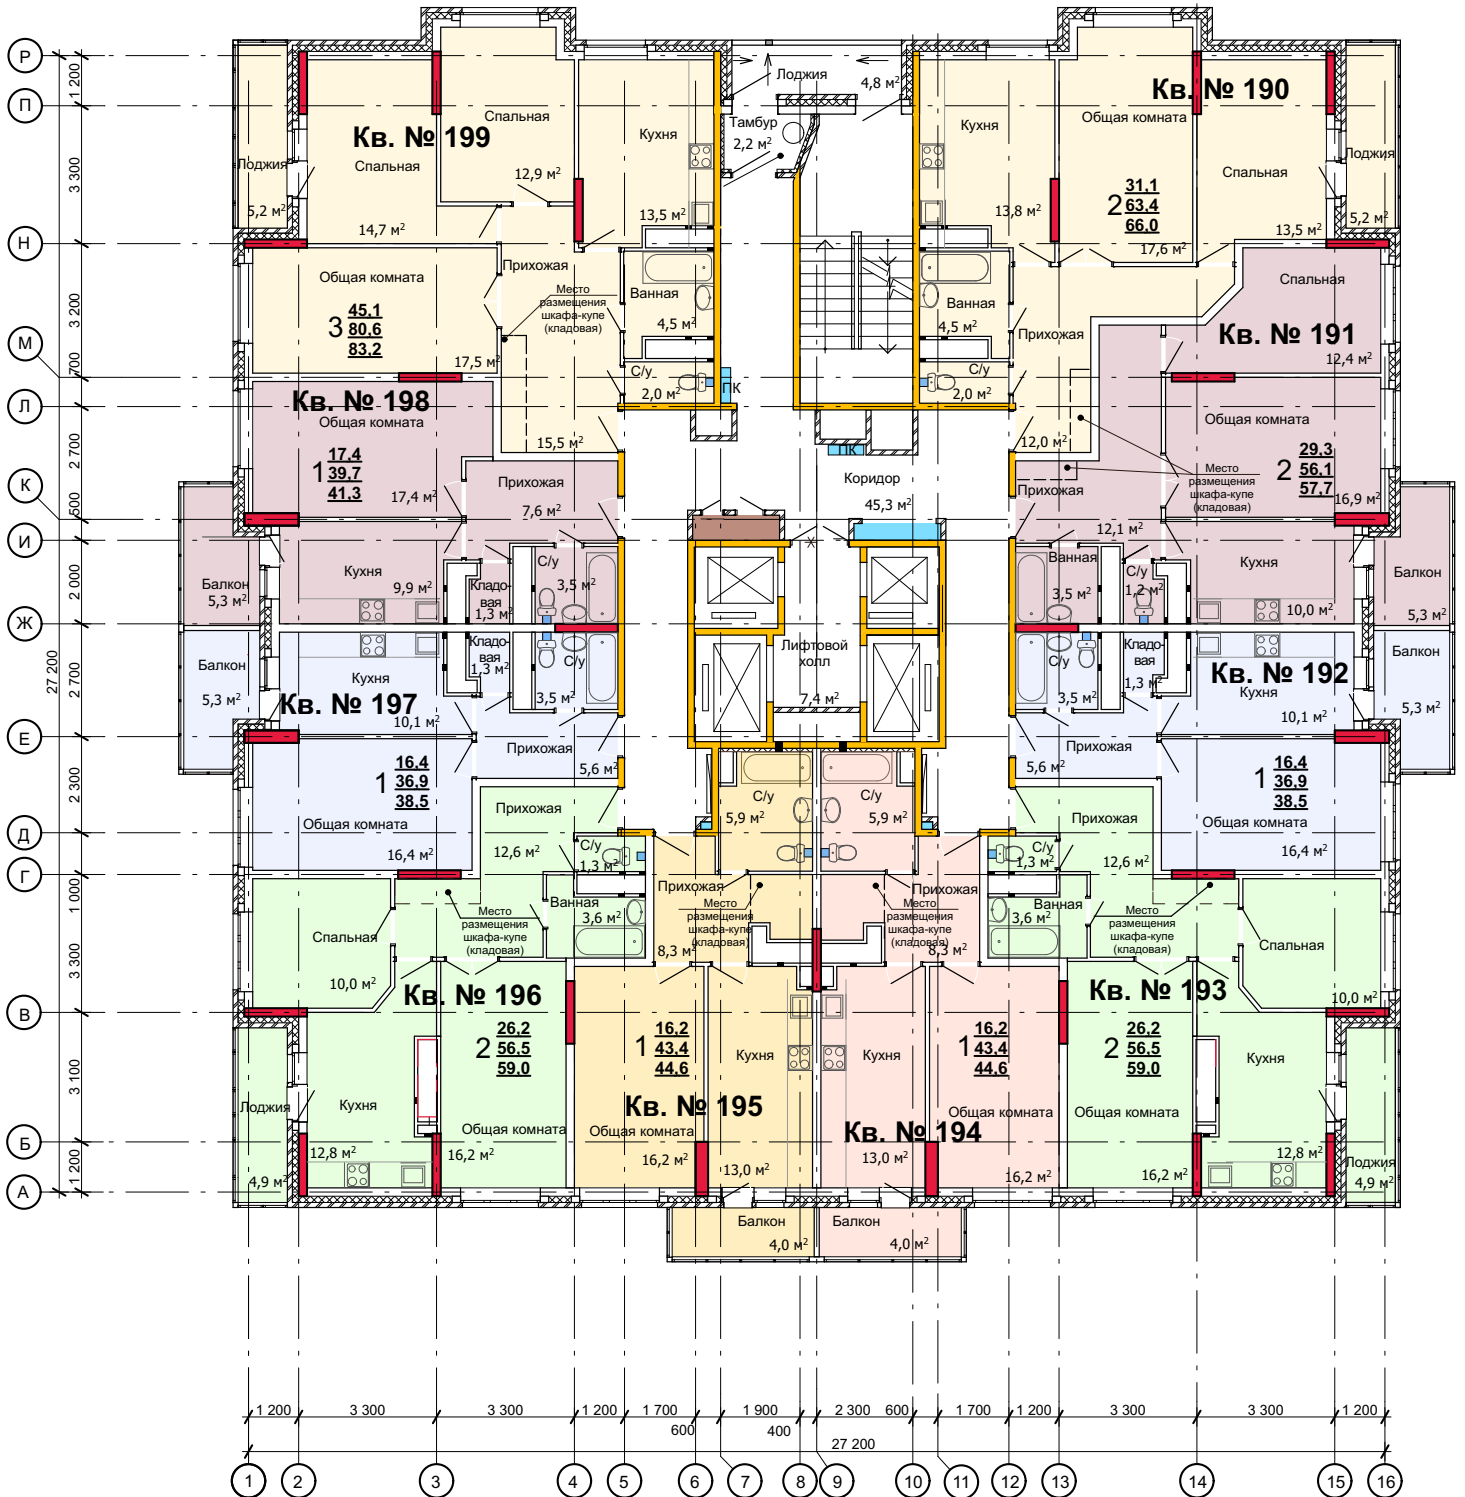 Р
П
Н
М
Л
К
И
Ж
Е
Д
Г
В
Б
А
1 200
3 300
3 200
700
2 700
500
2 000
2 700
2 300
1 000
3 300
3 100
1 200
27 200
Кв. № 199
Лоджия
5,2 м²
Спальная
14,7 м²
Спальная
12,9 м²
Кухня
13,5 м²
Общая комната
3
45,1
80,6
83,2
17,5 м²
Прихожая
15,5 м²
Место
размещения
шкафа-купе
(кладовая)
Ванная
4,5 м²
С/у
2,0 м²
Лоджия
4,8 м²
Тамбур
2,2 м²
ПК
ПК
Коридор
45,3 м²
Лифтовой
холл
7,4 м²
Кв. № 190
Кухня
13,8 м²
Общая комната
2
31,1
63,4
66,0
17,6 м²
Спальная
13,5 м²
Лоджия
5,2 м²
Ванная
4,5 м²
С/у
2,0 м²
Прихожая
12,0 м²
Кв. № 191
Спальная
12,4 м²
Общая комната
2
29,3
56,1
57,7
16,9 м²
Место
размещения
шкафа-купе
(кладовая)
Прихожая
12,1 м²
Ванная
3,5 м²
С/у
1,2 м²
Кухня
10,0 м²
Балкон
5,3 м²
Кв. № 198
Общая комната
1
17,4
39,7
41,3
17,4 м²
Прихожая
7,6 м²
С/у
3,5 м²
Кладо-
вая
1,3 м²
Кухня
9,9 м²
Балкон
5,3 м²
Кв. № 197
Балкон
5,3 м²
Кухня
10,1 м²
Кладо-
вая
1,3 м²
С/у
3,5 м²
Прихожая
5,6 м²
1
16,4
36,9
38,5
Общая комната
16,4 м²
Кв. № 192
С/у
3,5 м²
Кладо-
вая
1,3 м²
Кухня
10,1 м²
Балкон
5,3 м²
Прихожая
5,6 м²
1
16,4
36,9
38,5
Общая комната
16,4 м²
Кв. № 196
Прихожая
12,6 м²
С/у
1,3 м²
Ванная
3,6 м²
Место
размещения
шкафа-купе
(кладовая)
Спальная
10,0 м²
2
26,2
56,5
59,0
Лоджия
4,9 м²
Кухня
12,8 м²
Общая комната
16,2 м²
Кв. № 195
С/у
5,9 м²
Прихожая
8,3 м²
Место
размещения
шкафа-купе
(кладовая)
1
16,2
43,4
44,6
Общая комната
16,2 м²
Кухня
13,0 м²
Балкон
4,0 м²
Кв. № 194
С/у
5,9 м²
Прихожая
8,3 м²
Место
размещения
шкафа-купе
(кладовая)
1
16,2
43,4
44,6
Кухня
13,0 м²
Общая комната
16,2 м²
Балкон
4,0 м²
Кв. № 193
Прихожая
12,6 м²
С/у
1,3 м²
Ванная
3,6 м²
Место
размещения
шкафа-купе
(кладовая)
Спальная
10,0 м²
2
26,2
56,5
59,0
Общая комната
16,2 м²
Кухня
12,8 м²
Лоджия
4,9 м²
1 200
3 300
3 300
1 200
1 700
600
1 900
400
2 300
600
1 700
1 200
3 300
3 300
1 200
27 200
1
2
3
4
5
6
7
8
9
10
11
12
13
14
15
16